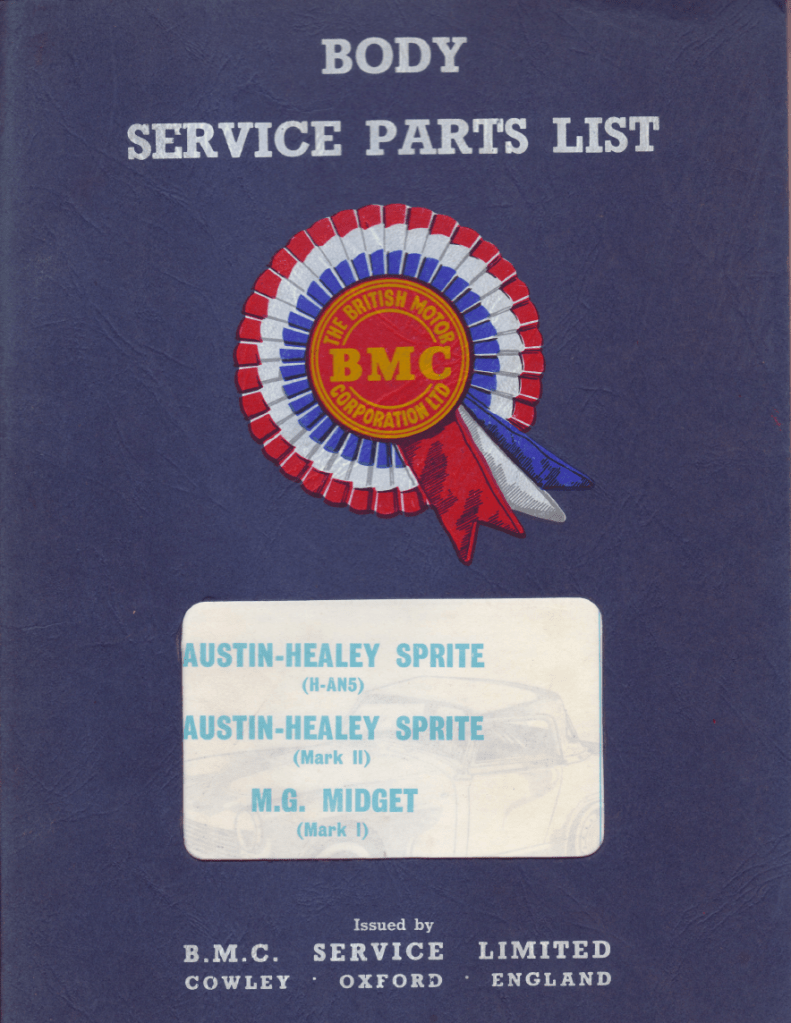 BODY
SERVICE PARTS LIST
THE BRITISH MOTOR
BMC
CORPORATION LTD
AUSTIN-HEALEY SPRITE
(H-AN5)
AUSTIN-HEALEY SPRITE
(Mark II)
M.G. MIDGET
(Mark I)
Issued by
B.M.C. SERVICE LIMITED
COWLEY · OXFORD · ENGLAND